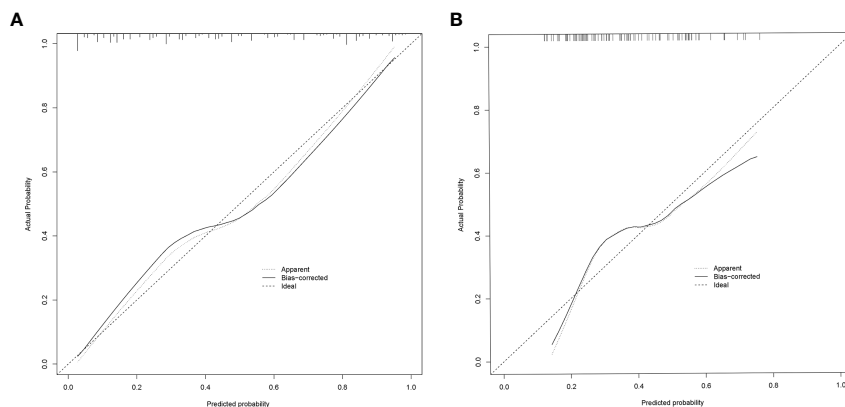 A
1.0
0.8
0.6
0.4
0.2
0.0
Actual Probability
Apparent
Bias-corrected
Ideal
0.0 0.2 0.4 0.6 0.8 1.0
Predicted probability
B
1.0
0.8
0.6
0.4
0.2
0.0
Actual Probability
Apparent
Bias-corrected
Ideal
0.0 0.2 0.4 0.6 0.8 1.0
Predicted probability